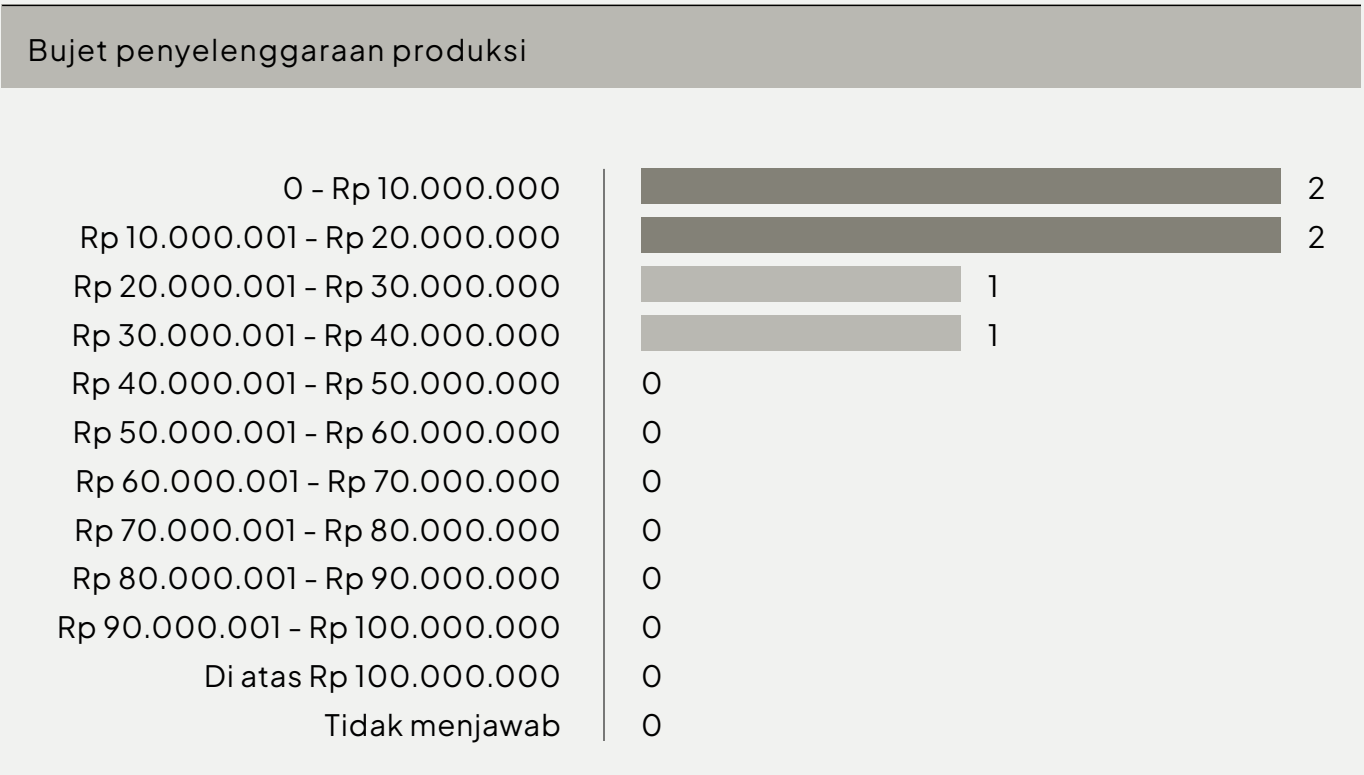 Bujet penyelenggaraan produksi
0 - Rp 10.000.000 2
Rp 10.000.001 - Rp 20.000.000 2
Rp 20.000.001 - Rp 30.000.000 1
Rp 30.000.001 - Rp 40.000.000 1
Rp 40.000.001 - Rp 50.000.000 0
Rp 50.000.001 - Rp 60.000.000 0
Rp 60.000.001 - Rp 70.000.000 0
Rp 70.000.001 - Rp 80.000.000 0
Rp 80.000.001 - Rp 90.000.000 0
Rp 90.000.001 - Rp 100.000.000 0
Di atas Rp 100.000.000 0
Tidak menjawab 0